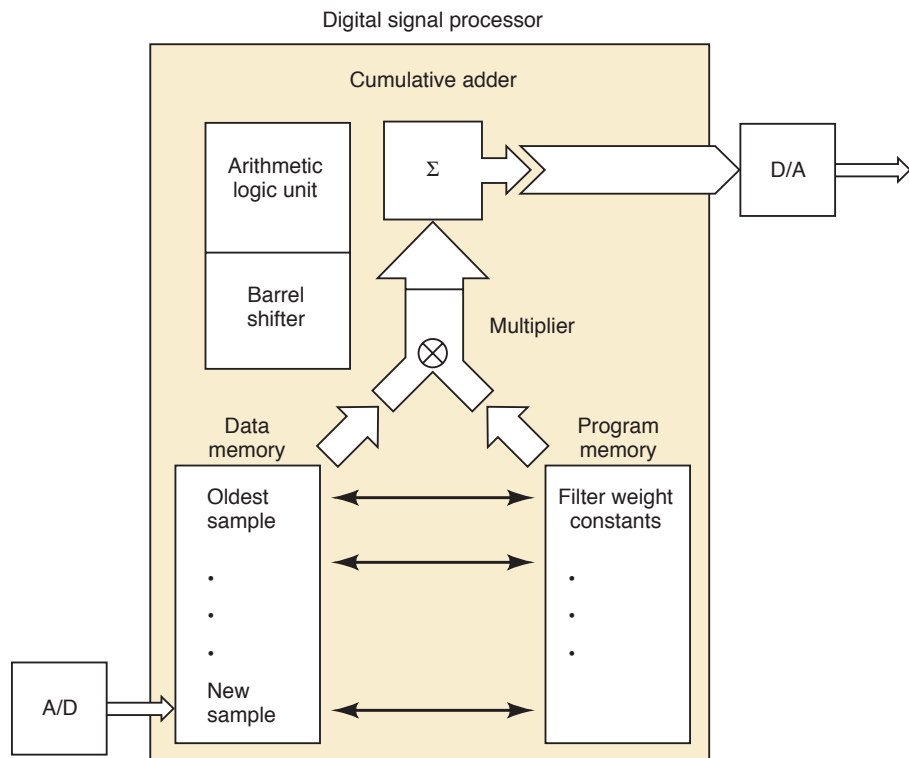 Digital signal processor
Cumulative adder
Arithmetic
logic unit
Σ
D/A
Barrel
shifter
Multiplier
Data
memory
Program
memory
Oldest
sample
Filter weight
constants
New
sample
A/D